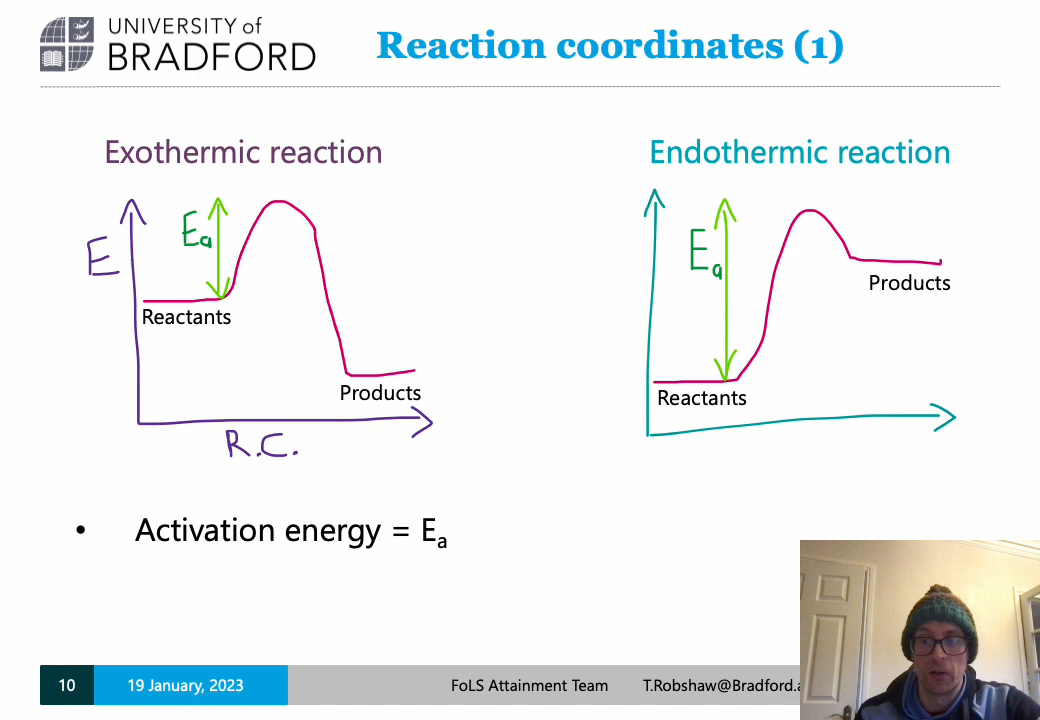 UNIVERSITY of
BRADFORD
Reaction coordinates (1)
Exothermic reaction
Endothermic reaction
E
Ea
Reactants
Products
R.C.
Ea
Products
Reactants
• Activation energy = Ea
10
19 January, 2023
FoLS Attainment Team
T.Robshaw@Bradford.a